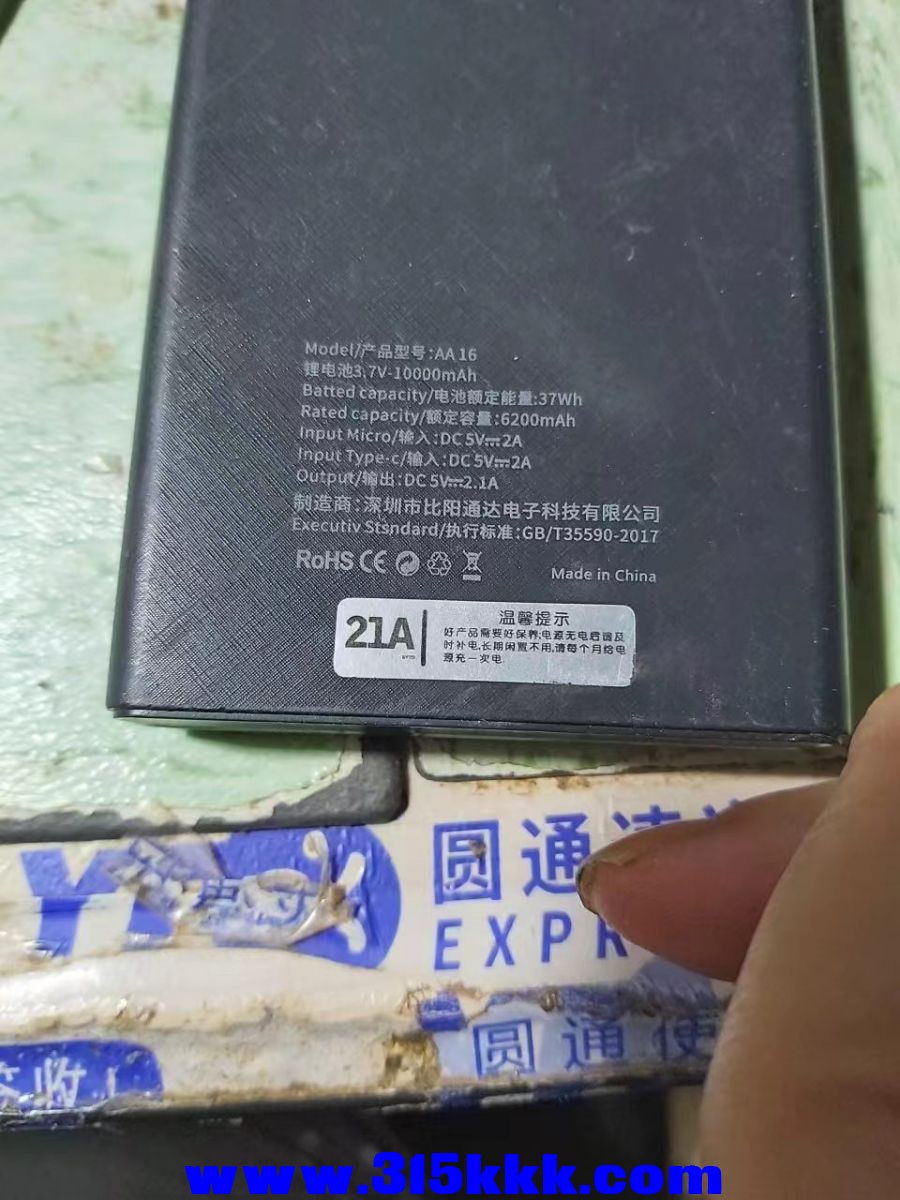 Model/产品型号:AA16
锂电池3.7V-10000mAh
Batted capacity/电池额定能量:37Wh
Rated capacity/额定容量:6200mAh
Input Micro/输入:DC 5V⎓2A
Input Type-c/输入:DC 5V⎓2A
Output/输出:DC 5V⎓2.1A
制造商:深圳市比阳通达电子科技有限公司
Executiv Stsndard/执行标准:GB/T35590-2017
RoHS CE
Made in China
21A
温馨提示
好产品需要好保养;电源无电后请及
时补电,长期闲置不用,请每个月给电
源充一次电
圆通速
EXPR
圆通便
签收!
www.315kkk.com